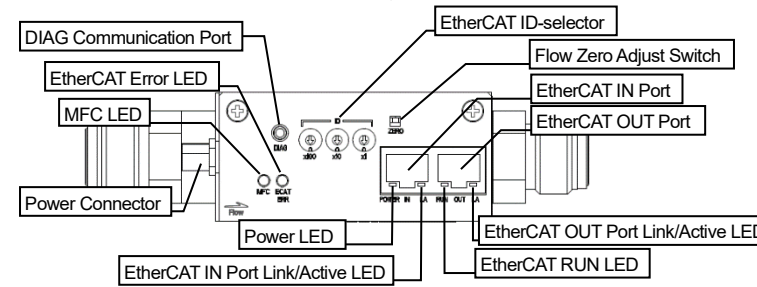 EtherCAT ID-selector
DIAG Communication Port
Flow Zero Adjust Switch
EtherCAT Error LED
EtherCAT IN Port
MFC LED
EtherCAT OUT Port
ID
ZERO
DIAG
x100 x10 x1
MFC ECAT
ERR
POWER IN L/A RUN OUT L/A
Power Connector
Flow
Power LED
EtherCAT OUT Port Link/Active LED
EtherCAT IN Port Link/Active LED
EtherCAT RUN LED